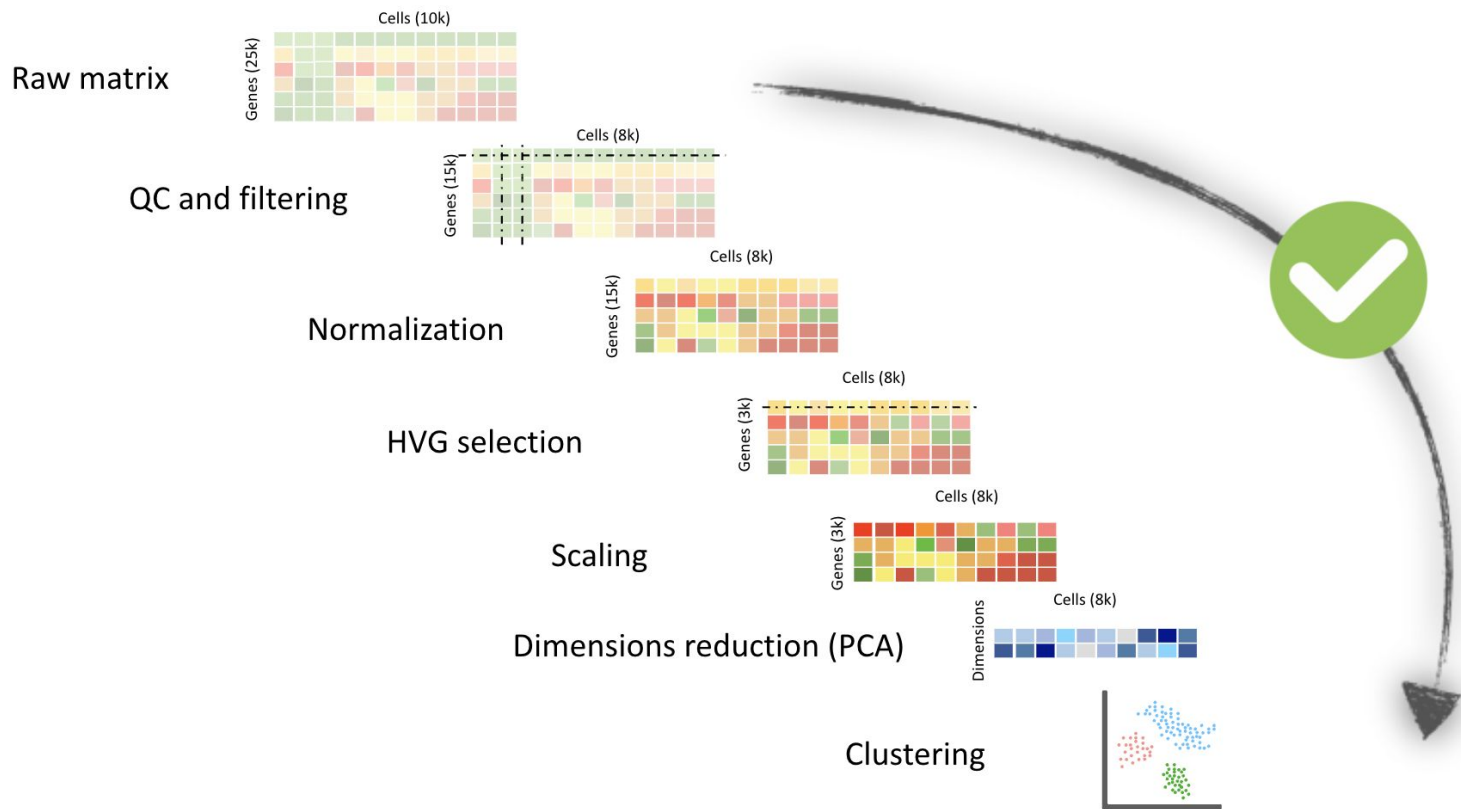 Cells (10k)
Genes (25k)
Raw matrix
Cells (8k)
Genes (15k)
QC and filtering
Cells (8k)
Genes (15k)
Normalization
Cells (8k)
Genes (3k)
HVG selection
Cells (8k)
Genes (3k)
Scaling
Cells (8k)
Dimensions
Dimensions reduction (PCA)
Clustering